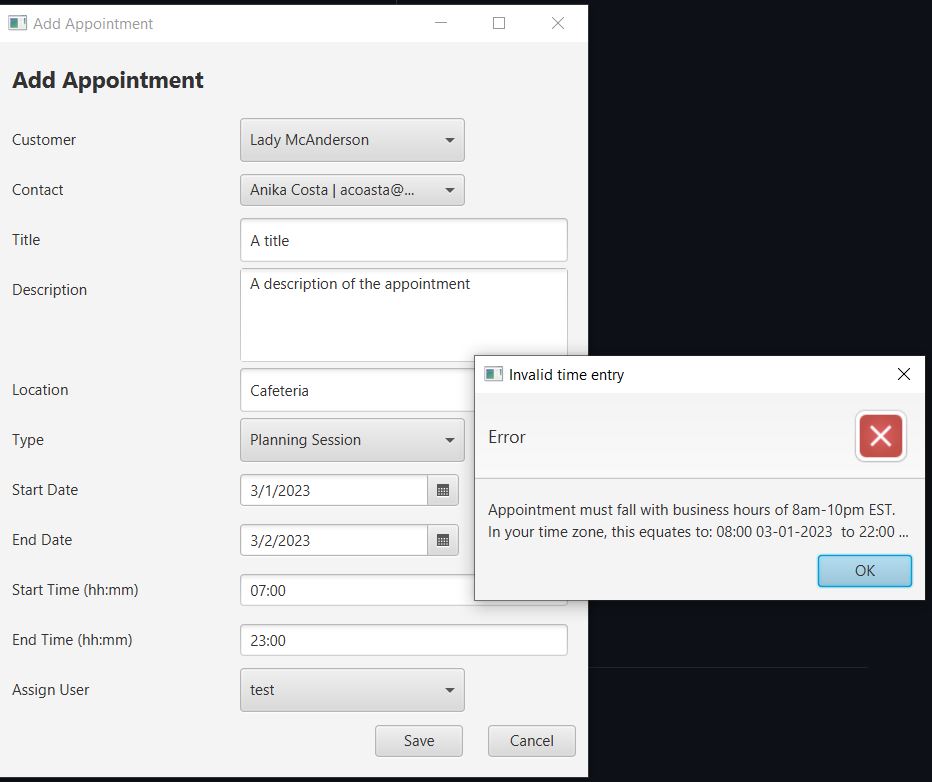 Add Appointment
Add Appointment
Customer
Lady McAnderson
Contact
Anika Costa | acoasta@...
Title
A title
Description
A description of the appointment
Location
Cafeteria
Type
Planning Session
Start Date
3/1/2023
End Date
3/2/2023
Start Time (hh:mm)
07:00
End Time (hh:mm)
23:00
Assign User
test
Save
Cancel
Invalid time entry
Error
Appointment must fall with business hours of 8am-10pm EST.
In your time zone, this equates to: 08:00 03-01-2023  to 22:00 ...
OK